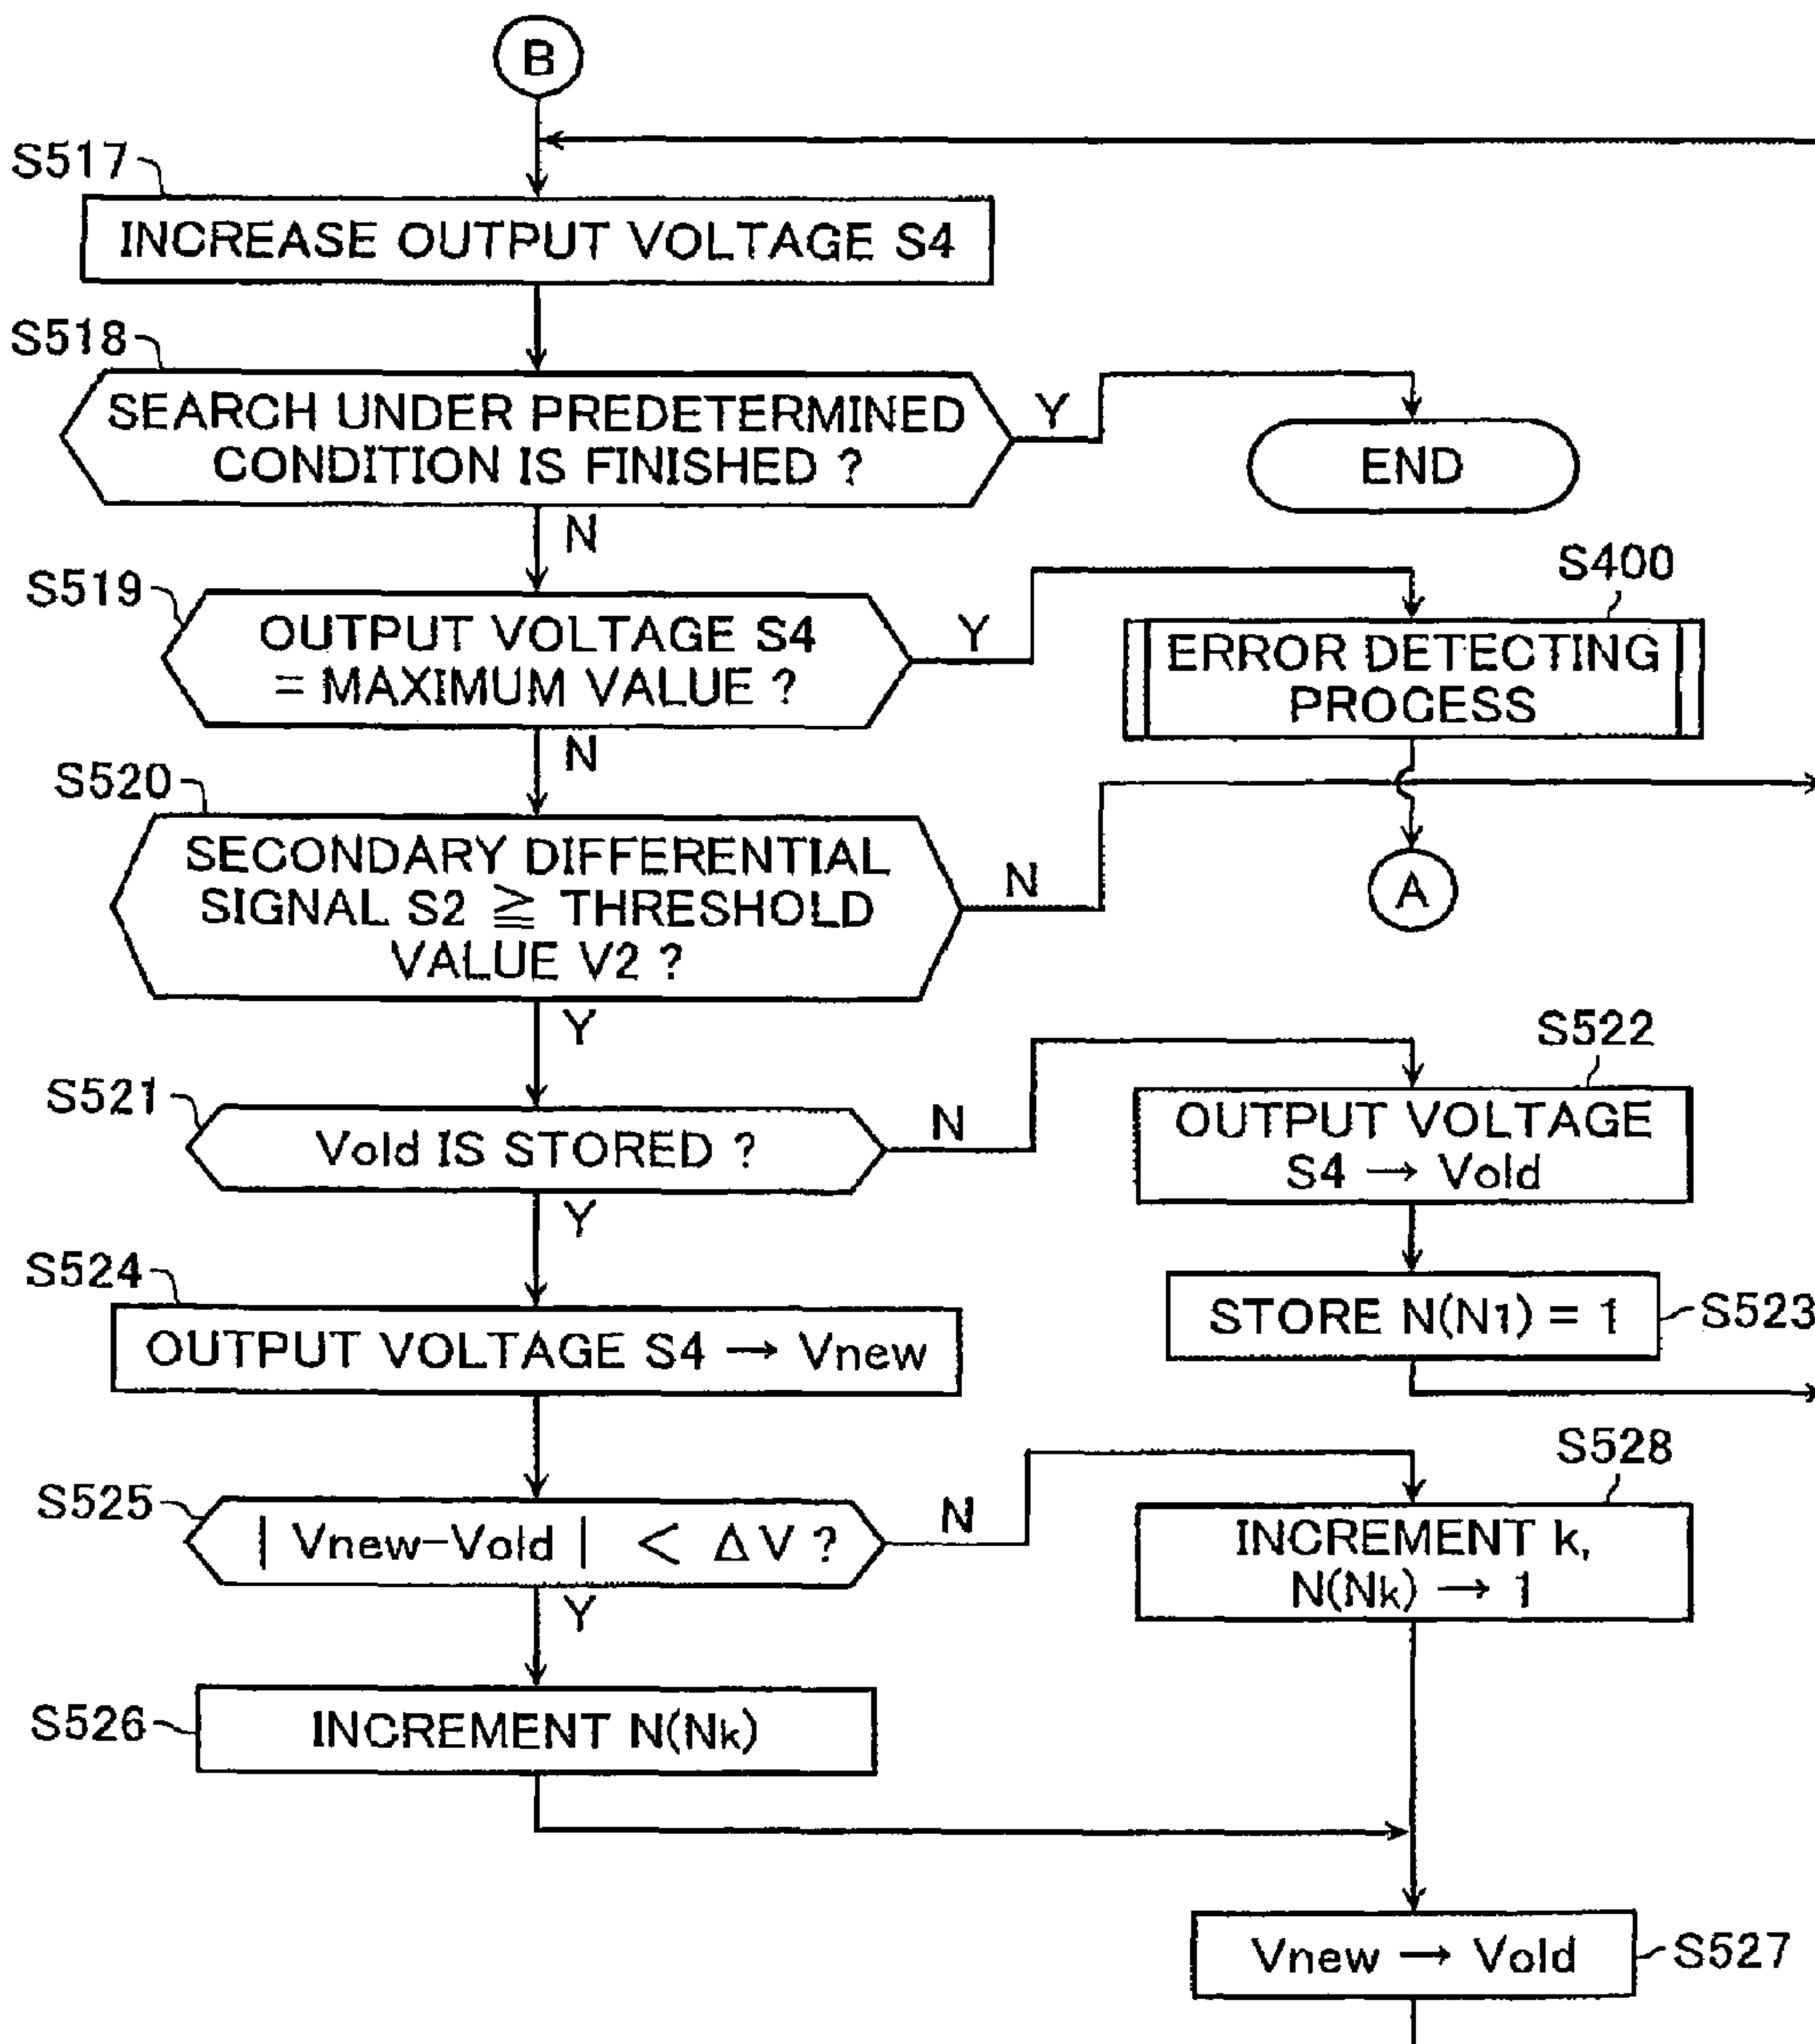 B
S517
INCREASE OUTPUT VOLTAGE S4
S518
SEARCH UNDER PREDETERMINED
CONDITION IS FINISHED ?
Y
END
N
S519
OUTPUT VOLTAGE S4
= MAXIMUM VALUE ?
Y
S400
ERROR DETECTING
PROCESS
N
S520
SECONDARY DIFFERENTIAL
SIGNAL S2 ≧ THRESHOLD
VALUE V2 ?
N
A
Y
S521
Vold IS STORED ?
N
S522
OUTPUT VOLTAGE
S4 → Vold
Y
STORE N(N1) = 1
S523
S524
OUTPUT VOLTAGE S4 → Vnew
S525
| Vnew-Vold | < ΔV ?
N
S528
INCREMENT k,
N(Nk) → 1
Y
S526
INCREMENT N(Nk)
Vnew → Vold
S527